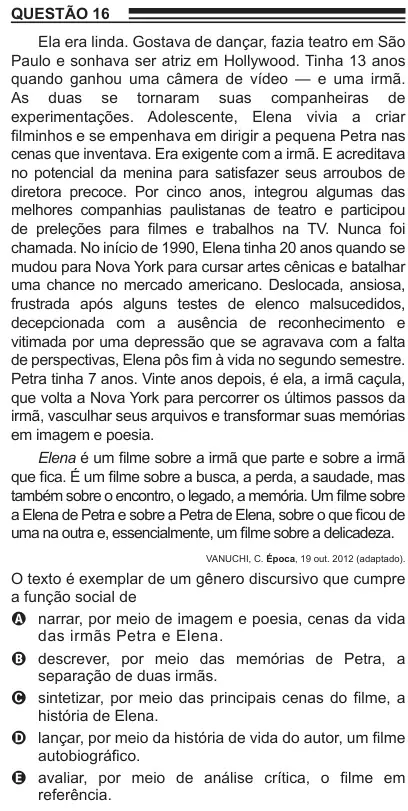 QUESTÃO 16
Ela era linda. Gostava de dançar, fazia teatro em São
Paulo e sonhava ser atriz em Hollywood. Tinha 13 anos
quando ganhou uma câmera de vídeo — e uma irmã.
As duas se tornaram suas companheiras de
experimentações. Adolescente, Elena vivia a criar
filminhos e se empenhava em dirigir a pequena Petra nas
cenas que inventava. Era exigente com a irmã. E acreditava
no potencial da menina para satisfazer seus arroubos de
diretora precoce. Por cinco anos, integrou algumas das
melhores companhias paulistanas de teatro e participou
de preleções para filmes e trabalhos na TV. Nunca foi
chamada. No início de 1990, Elena tinha 20 anos quando se
mudou para Nova York para cursar artes cênicas e batalhar
uma chance no mercado americano. Deslocada, ansiosa,
frustrada após alguns testes de elenco malsucedidos,
decepcionada com a ausência de reconhecimento e
vitimada por uma depressão que se agravava com a falta
de perspectivas, Elena pôs fim à vida no segundo semestre.
Petra tinha 7 anos. Vinte anos depois, é ela, a irmã caçula,
que volta a Nova York para percorrer os últimos passos da
irmã, vasculhar seus arquivos e transformar suas memórias
em imagem e poesia.
Elena é um filme sobre a irmã que parte e sobre a irmã
que fica. É um filme sobre a busca, a perda, a saudade, mas
também sobre o encontro, o legado, a memória. Um filme sobre
a Elena de Petra e sobre a Petra de Elena, sobre o que ficou de
uma na outra e, essencialmente, um filme sobre a delicadeza.
VANUCHI, C. Época, 19 out. 2012 (adaptado).
O texto é exemplar de um gênero discursivo que cumpre
a função social de
A narrar, por meio de imagem e poesia, cenas da vida
das irmãs Petra e Elena.
B descrever, por meio das memórias de Petra, a
separação de duas irmãs.
C sintetizar, por meio das principais cenas do filme, a
história de Elena.
D lançar, por meio da história de vida do autor, um filme
autobiográfico.
E avaliar, por meio de análise crítica, o filme em
referência.